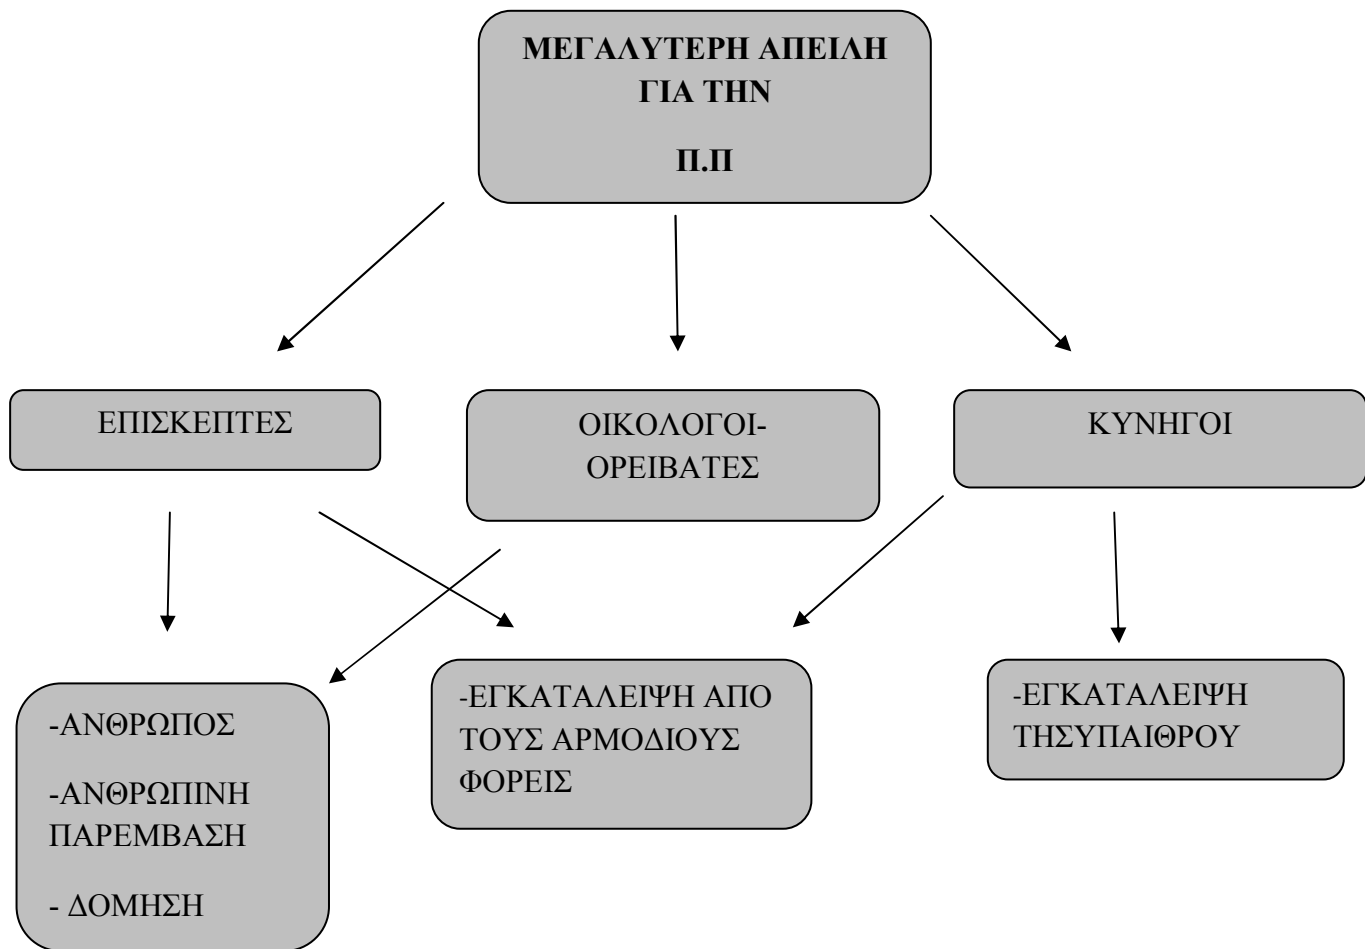 ΜΕΓΑΛΥΤΕΡΗ ΑΠΕΙΛΗ
ΓΙΑ ΤΗΝ
Π.Π
ΕΠΙΣΚΕΠΤΕΣ
ΟΙΚΟΛΟΓΟΙ-
ΟΡΕΙΒΑΤΕΣ
ΚΥΝΗΓΟΙ
-ΑΝΘΡΩΠΟΣ
-ΑΝΘΡΩΠΙΝΗ
ΠΑΡΕΜΒΑΣΗ
- ΔΟΜΗΣΗ
-ΕΓΚΑΤΑΛΕΙΨΗ ΑΠΟ
ΤΟΥΣ ΑΡΜΟΔΙΟΥΣ
ΦΟΡΕΙΣ
-ΕΓΚΑΤΑΛΕΙΨΗ
ΤΗΣΥΠΑΙΘΡΟΥ